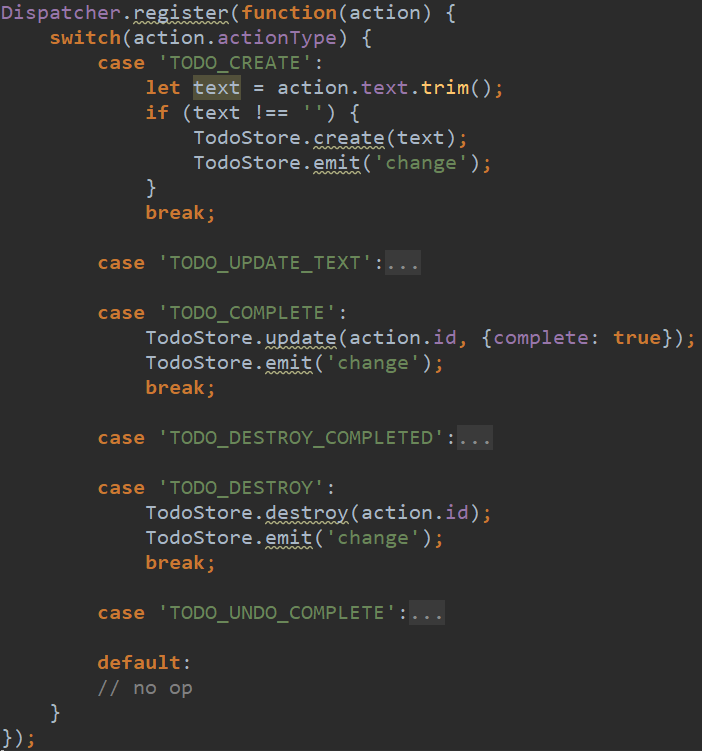 Dispatcher.register(function(action) {
    switch(action.actionType) {
        case 'TODO_CREATE':
            let text = action.text.trim();
            if (text !== '') {
                TodoStore.create(text);
                TodoStore.emit('change');
            }
            break;

        case 'TODO_UPDATE_TEXT':...

        case 'TODO_COMPLETE':
            TodoStore.update(action.id, {complete: true});
            TodoStore.emit('change');
            break;

        case 'TODO_DESTROY_COMPLETED':...

        case 'TODO_DESTROY':
            TodoStore.destroy(action.id);
            TodoStore.emit('change');
            break;

        case 'TODO_UNDO_COMPLETE':...

        default:
        // no op
    }
});